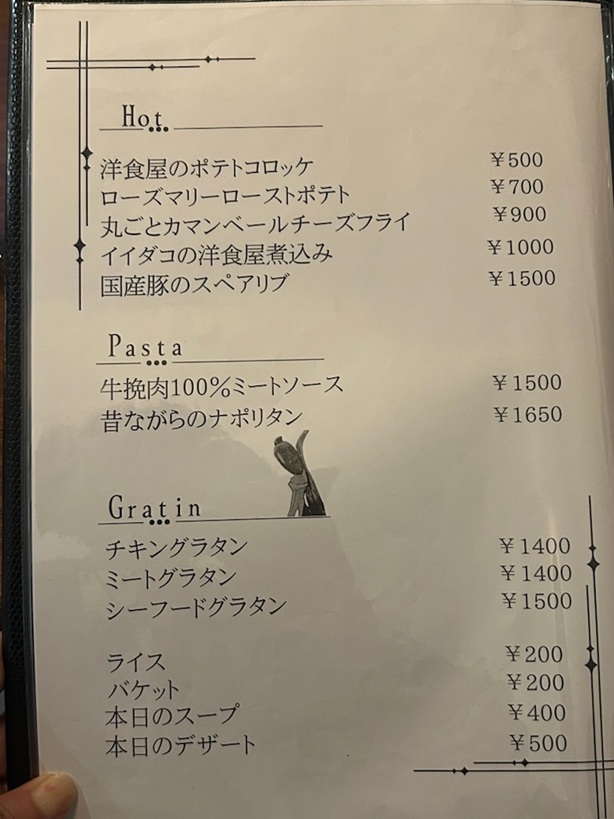 Hot
洋食屋のポテトコロッケ ￥500
ローズマリーローストポテト ￥700
丸ごとカマンベールチーズフライ ￥900
イイダコの洋食屋煮込み ￥1000
国産豚のスペアリブ ￥1500
Pasta
牛挽肉100%ミートソース ￥1500
昔ながらのナポリタン ￥1650
Gratin
チキングラタン ￥1400
ミートグラタン ￥1400
シーフードグラタン ￥1500
ライス ￥200
バケット ￥200
本日のスープ ￥400
本日のデザート ￥500